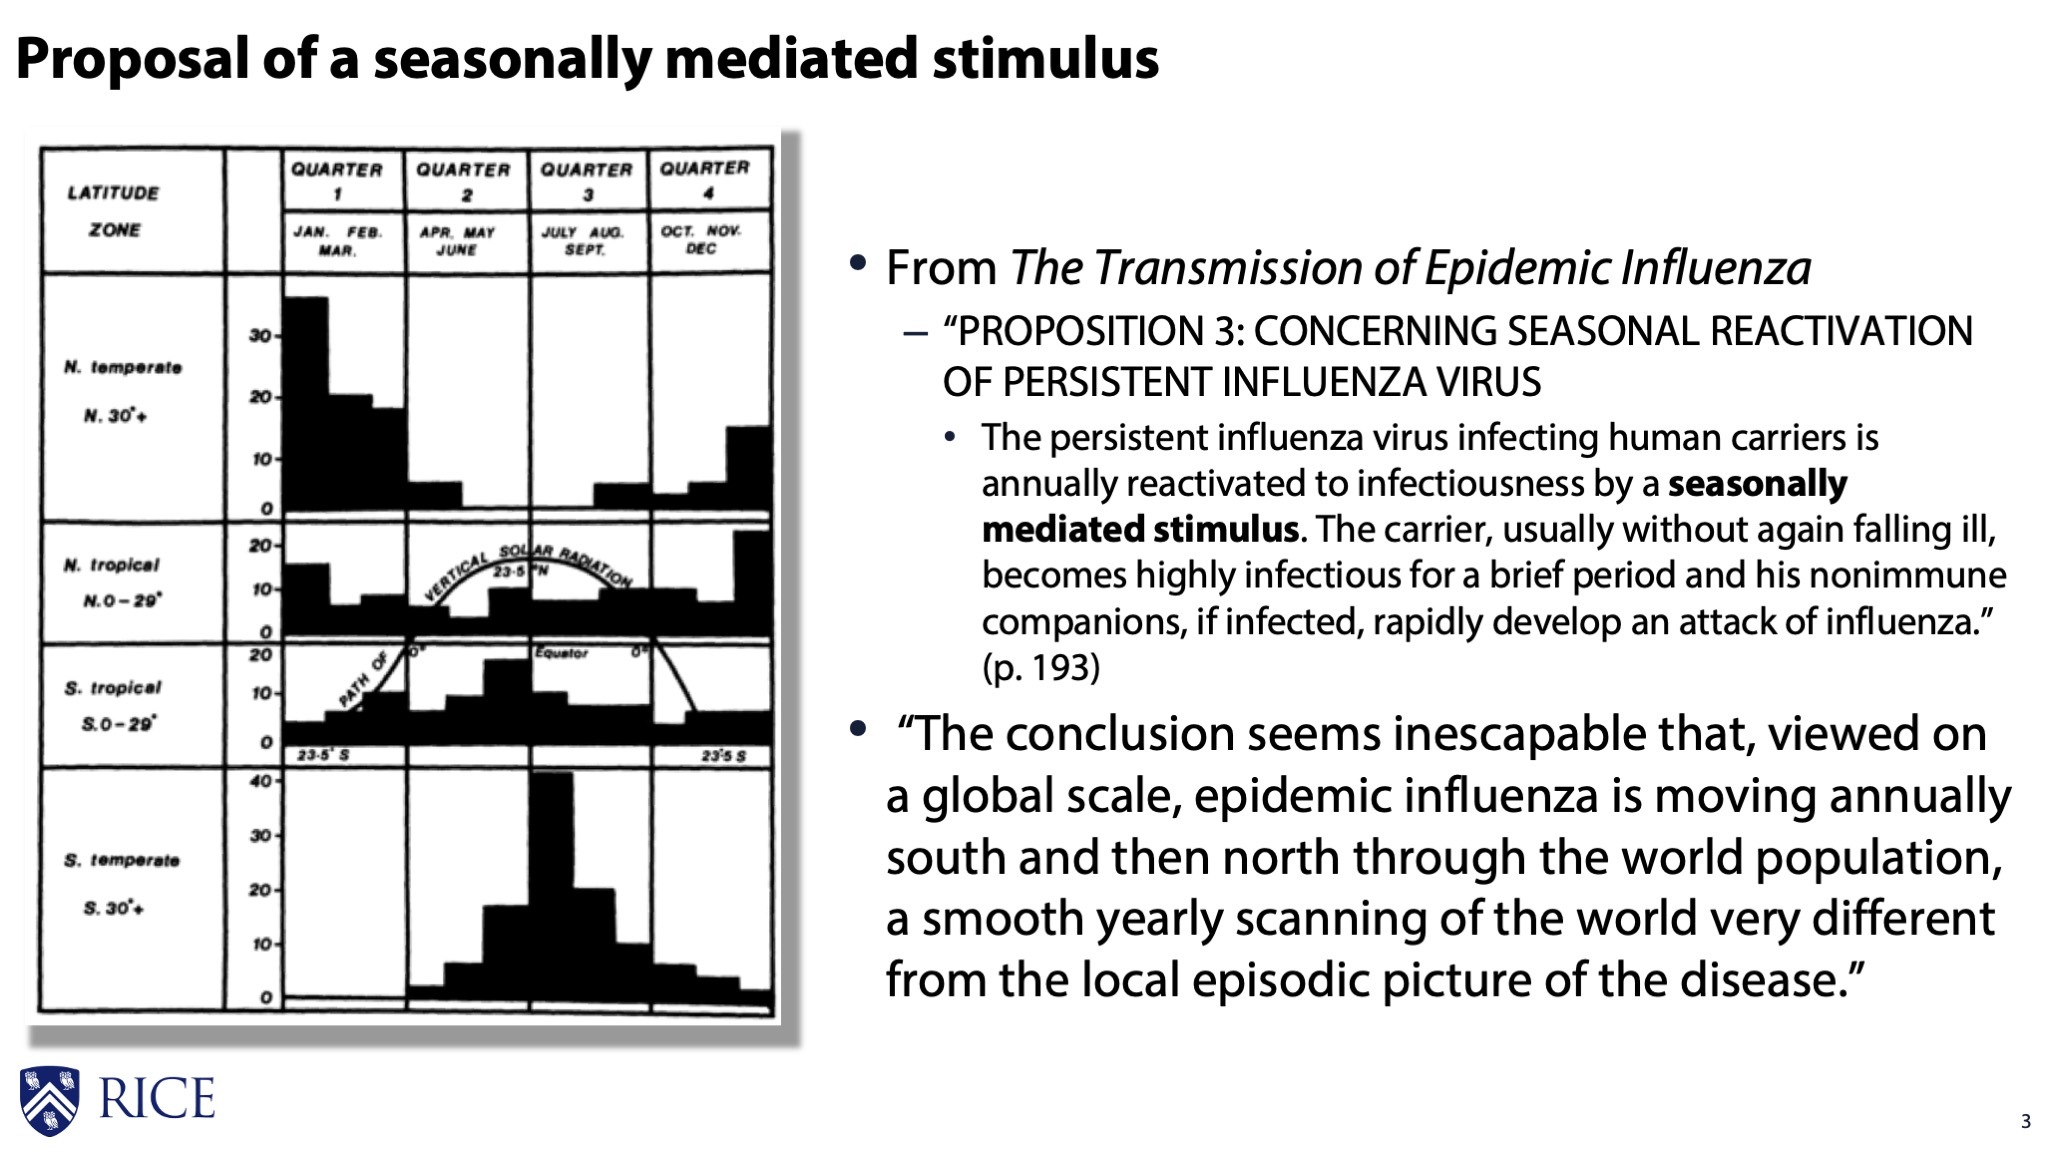 Proposal of a seasonally mediated stimulus
LATITUDE
ZONE
QUARTER
1
QUARTER
2
QUARTER
3
QUARTER
4
JAN. FEB.
MAR.
APR. MAY
JUNE
JULY AUG.
SEPT.
OCT. NOV.
DEC
N. temperate
N. 30°+
30
20
10
0
N. tropical
N.0-29°
20
10
0
VERTICAL SOLAR RADIATION
23·5°N
S. tropical
S.0-29°
20
10
0
PATH OF
0°
Equator
0°
23·5° S
23·5 S
S. temperate
S. 30°+
40
30
20
10
0
• From The Transmission of Epidemic Influenza
– “PROPOSITION 3: CONCERNING SEASONAL REACTIVATION
OF PERSISTENT INFLUENZA VIRUS
• The persistent influenza virus infecting human carriers is
annually reactivated to infectiousness by a seasonally
mediated stimulus. The carrier, usually without again falling ill,
becomes highly infectious for a brief period and his nonimmune
companions, if infected, rapidly develop an attack of influenza.”
(p. 193)
• “The conclusion seems inescapable that, viewed on
a global scale, epidemic influenza is moving annually
south and then north through the world population,
a smooth yearly scanning of the world very different
from the local episodic picture of the disease.”
RICE
3